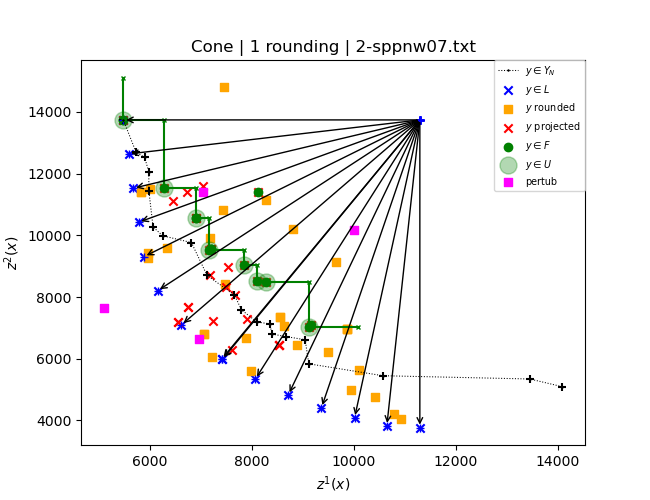 Cone | 1 rounding | 2-sppnw07.txt
y ∈ Y_N
y ∈ L
y rounded
y projected
y ∈ F
y ∈ U
pertub
14000
12000
10000
8000
6000
4000
z²(x)
6000 8000 10000 12000 14000
z¹(x)